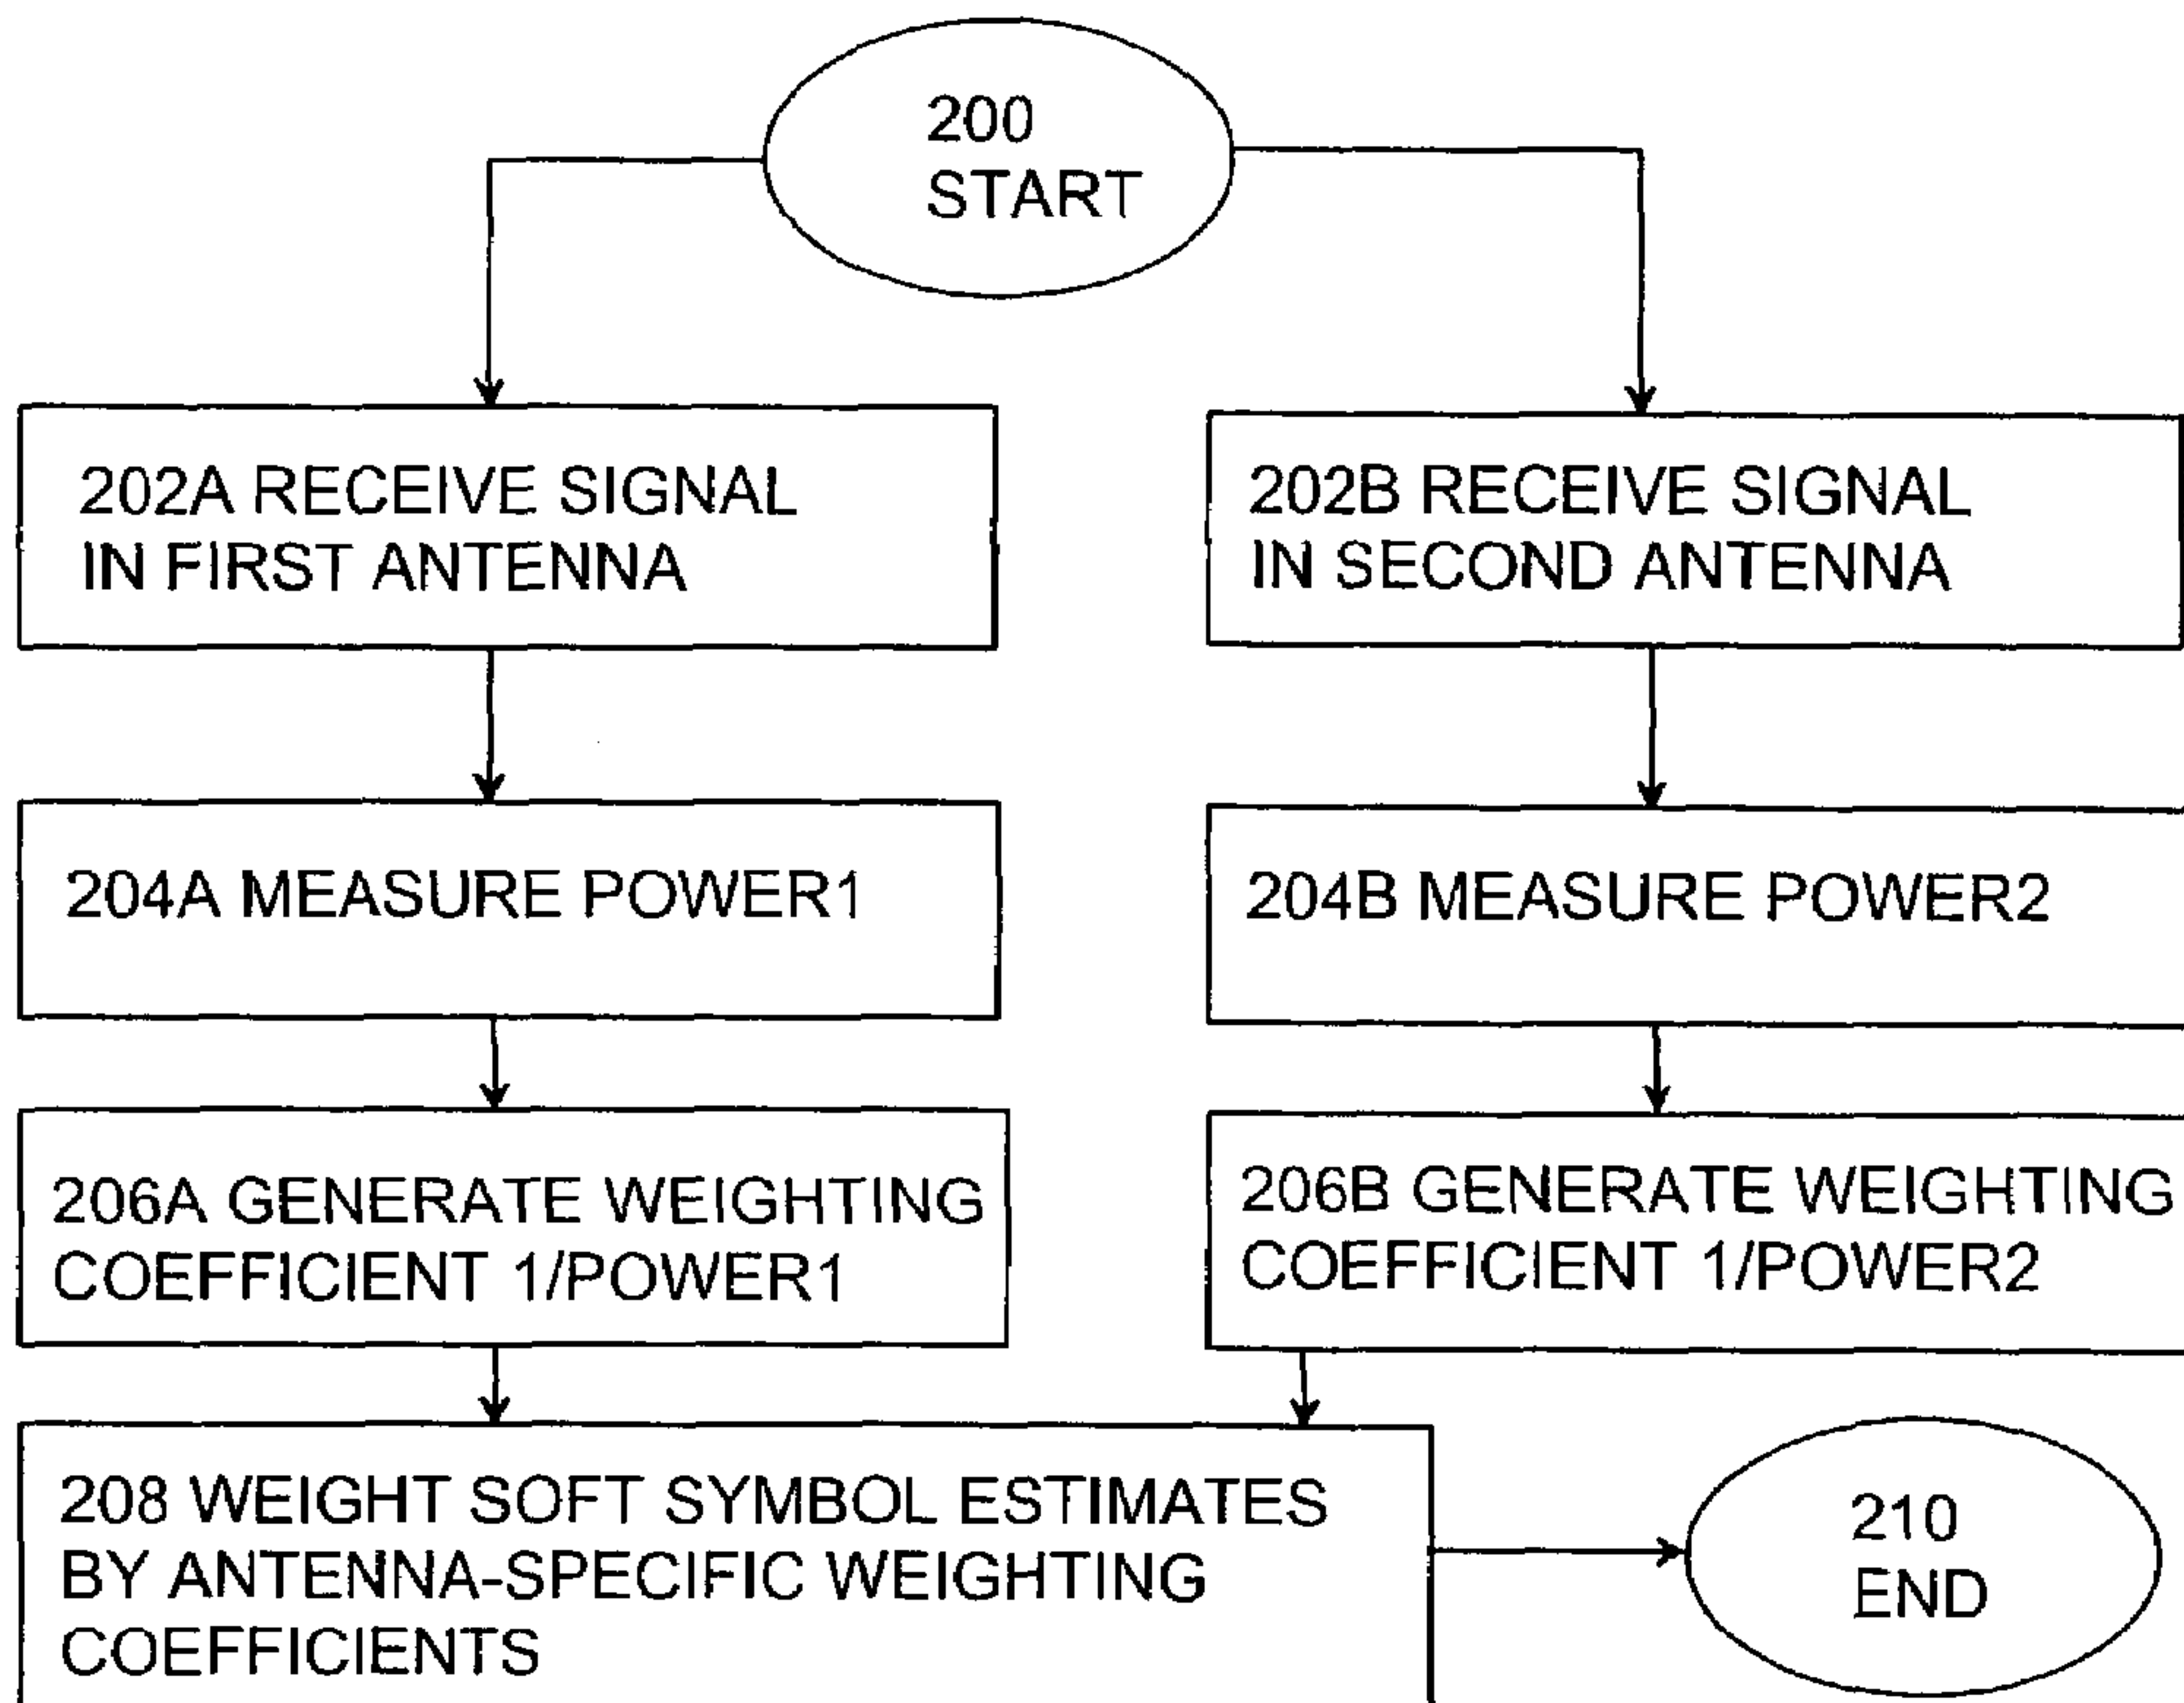 200
START
202A RECEIVE SIGNAL
IN FIRST ANTENNA
202B RECEIVE SIGNAL
IN SECOND ANTENNA
204A MEASURE POWER1
204B MEASURE POWER2
206A GENERATE WEIGHTING
COEFFICIENT 1/POWER1
206B GENERATE WEIGHTING
COEFFICIENT 1/POWER2
208 WEIGHT SOFT SYMBOL ESTIMATES
BY ANTENNA-SPECIFIC WEIGHTING
COEFFICIENTS
210
END